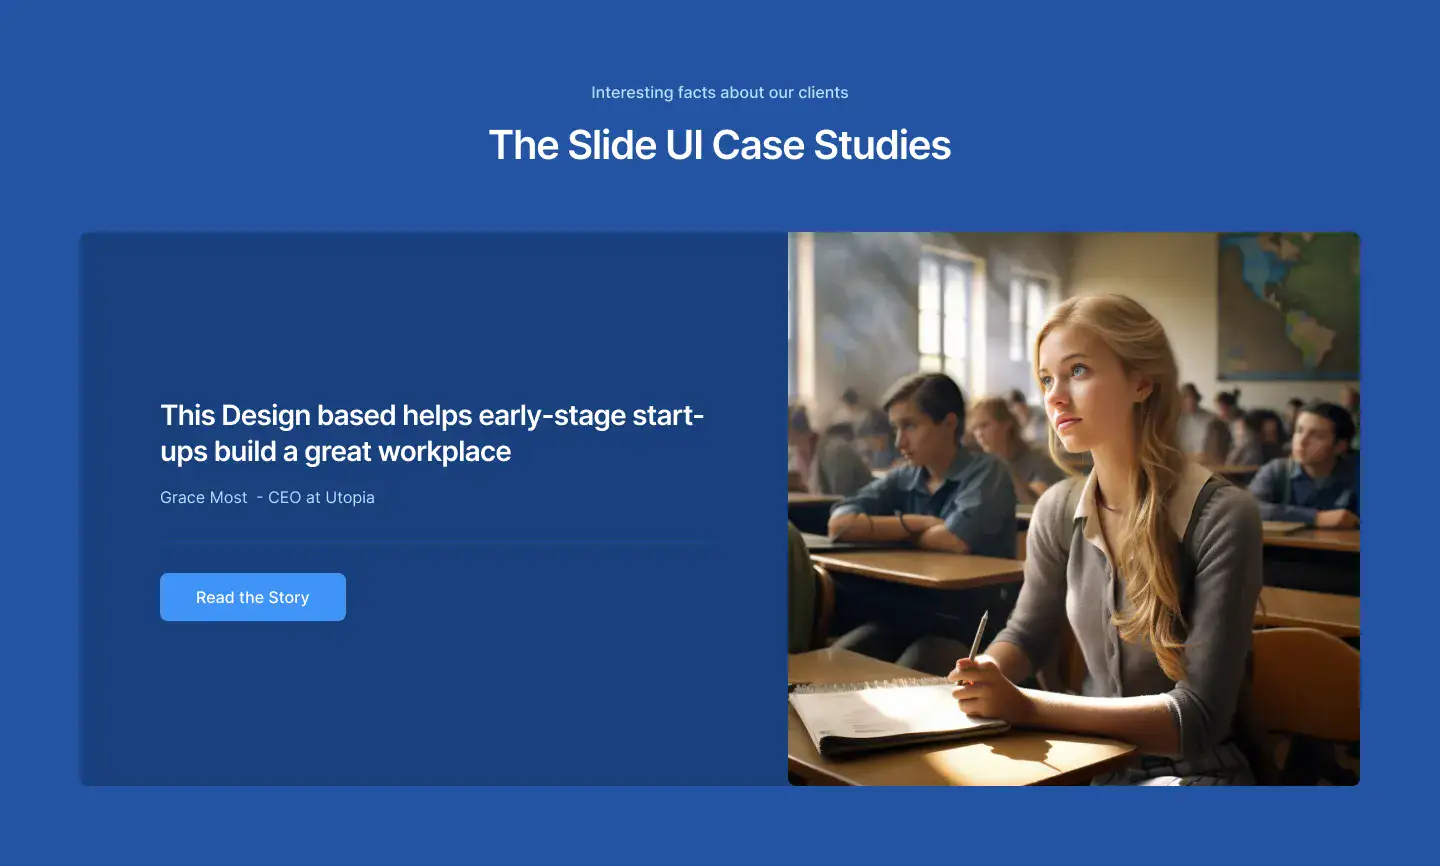 Interesting facts about our clients
The Slide UI Case Studies
This Design based helps early-stage start-
ups build a great workplace
Grace Most  - CEO at Utopia
Read the Story